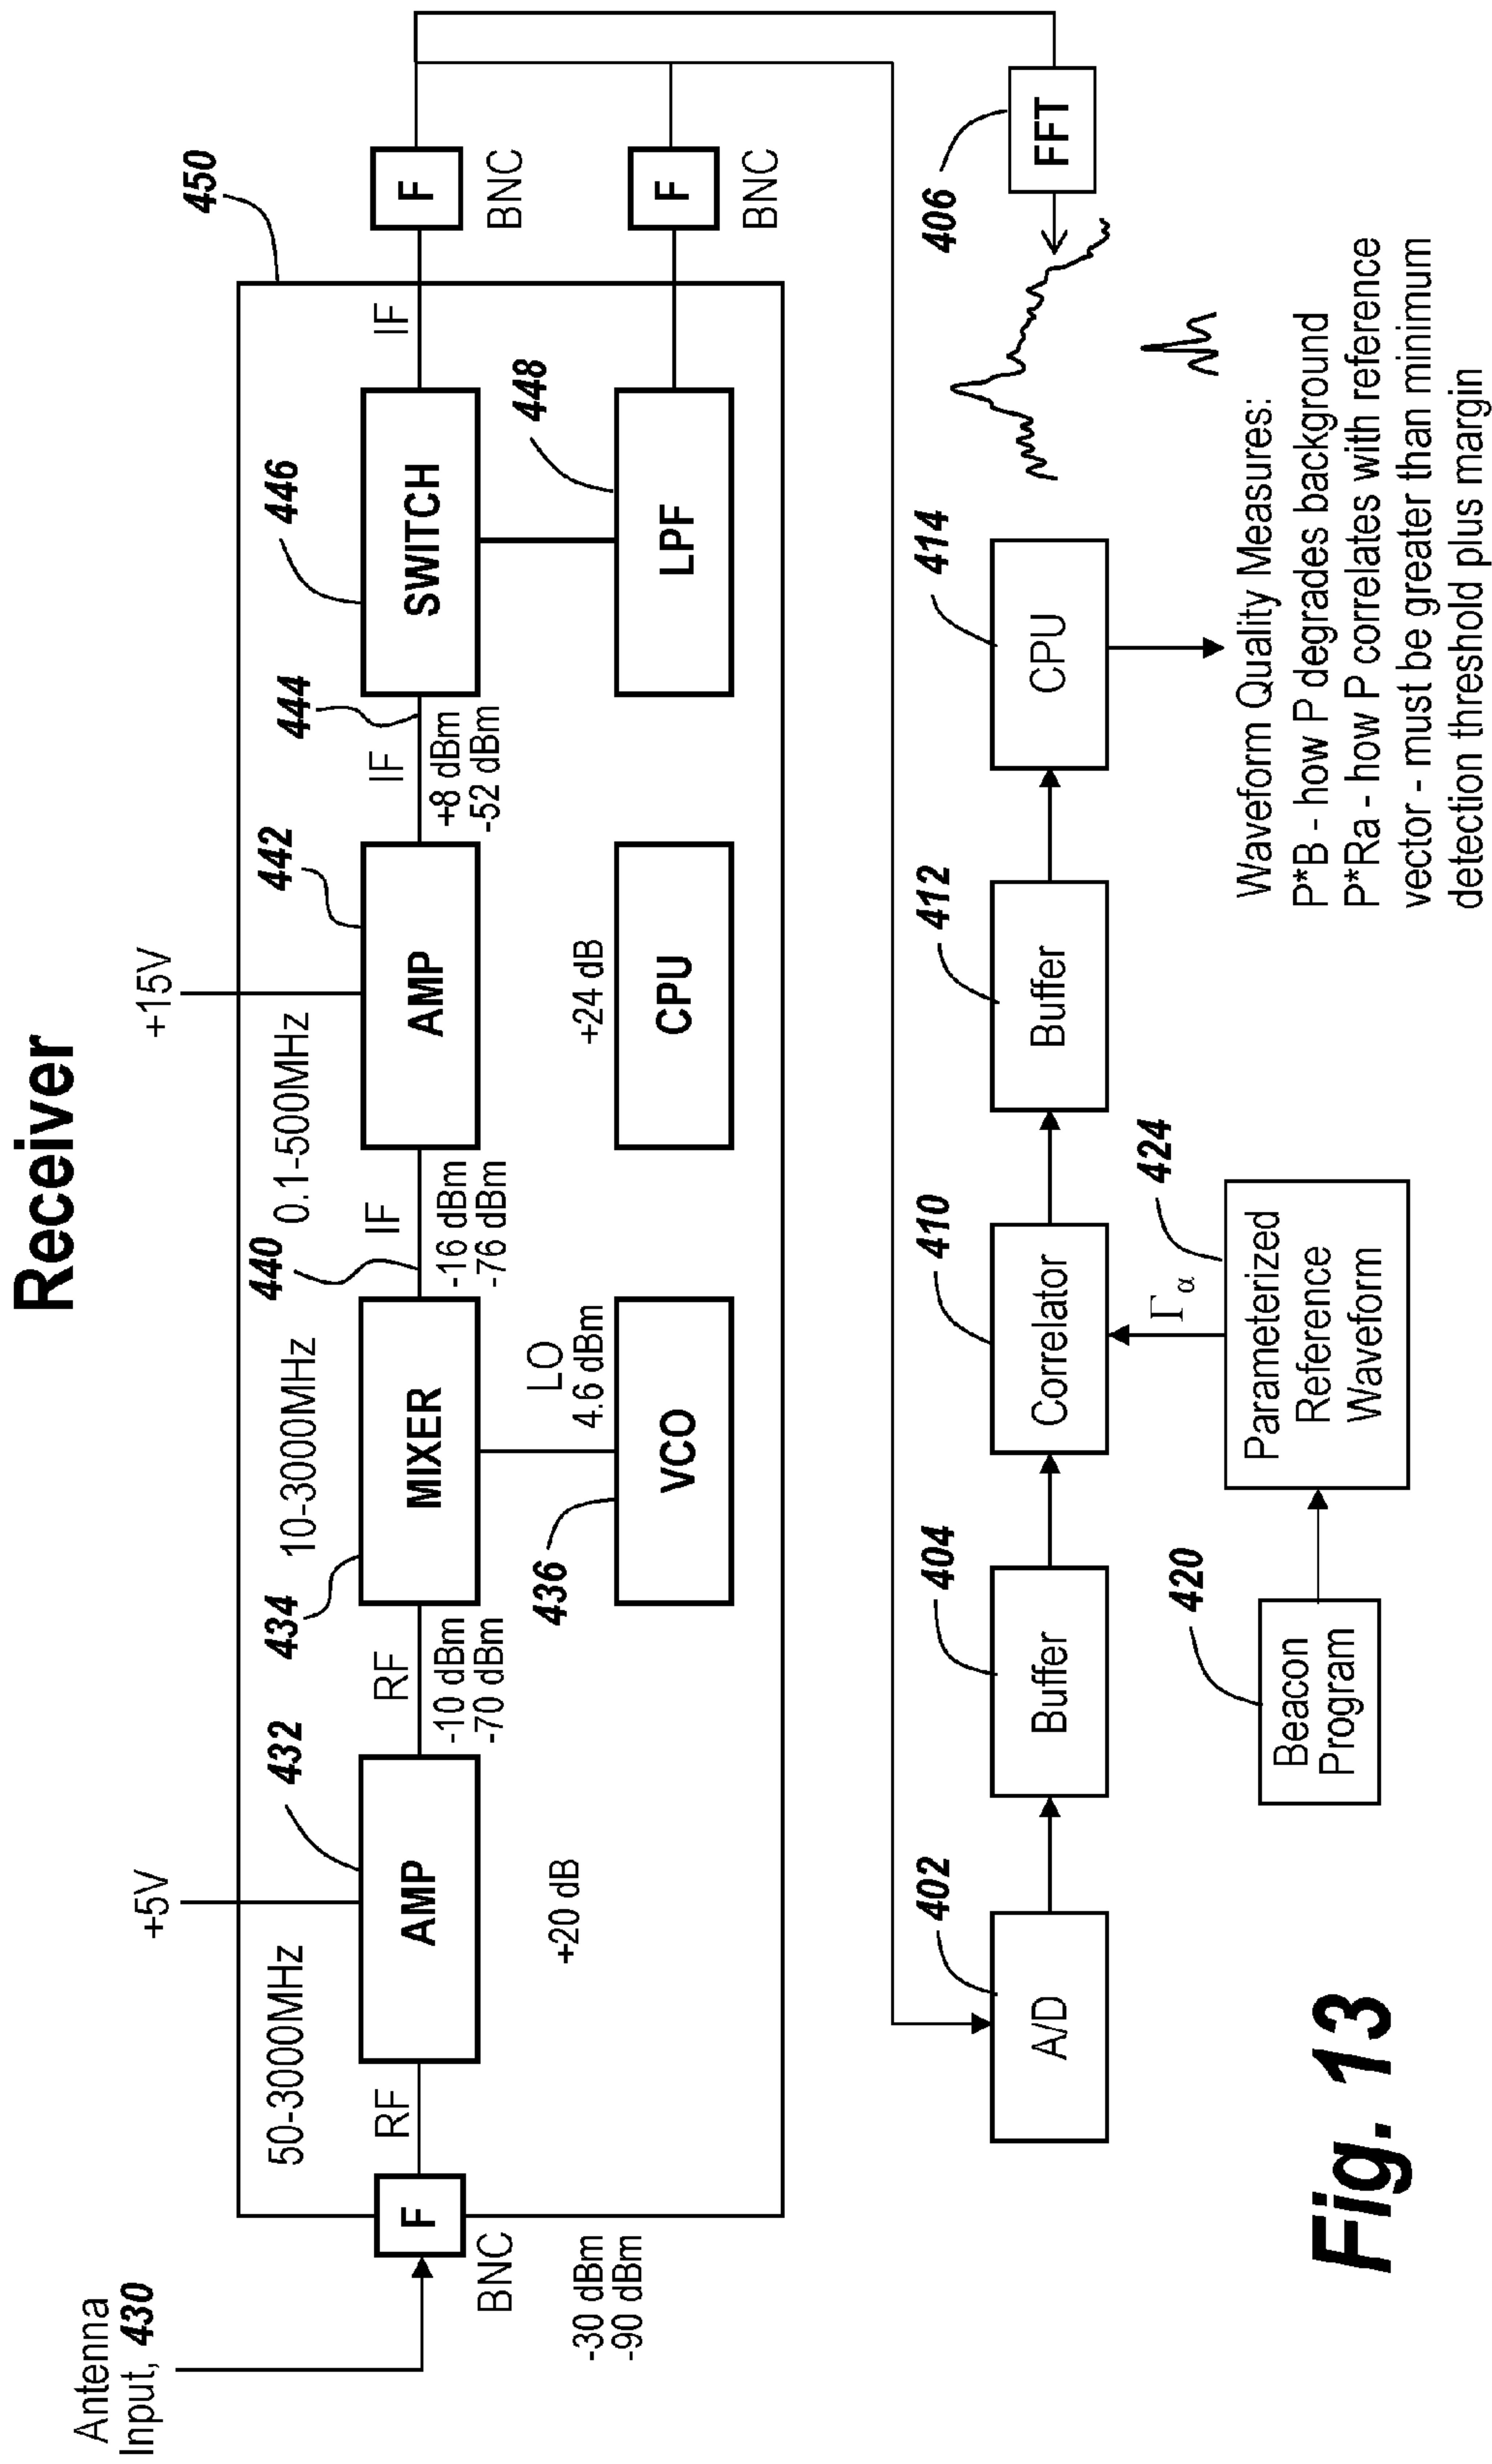 Receiver
Antenna
Input, 430
F
BNC
-30 dBm
-90 dBm
RF
50-3000MHz
+5V
AMP
432
+20 dB
RF
-10 dBm
-70 dBm
434
10-3000MHz
MIXER
LO
4.6 dBm
VCO
436
440
IF
-16 dBm
-76 dBm
0.1-500MHz
+15V
AMP
442
+24 dB
CPU
IF
444
+8 dBm
-52 dBm
SWITCH
446
LPF
448
IF
450
F
BNC
F
BNC
A/D
402
Buffer
404
Correlator
410
Buffer
412
CPU
414
FFT
406
Beacon
Program
420
Parameterized
Reference
Waveform
424
Γα
Waveform Quality Measures:
P*B - how P degrades background
P*Ra - how P correlates with reference
vector - must be greater than minimum
detection threshold plus margin
Fig. 13